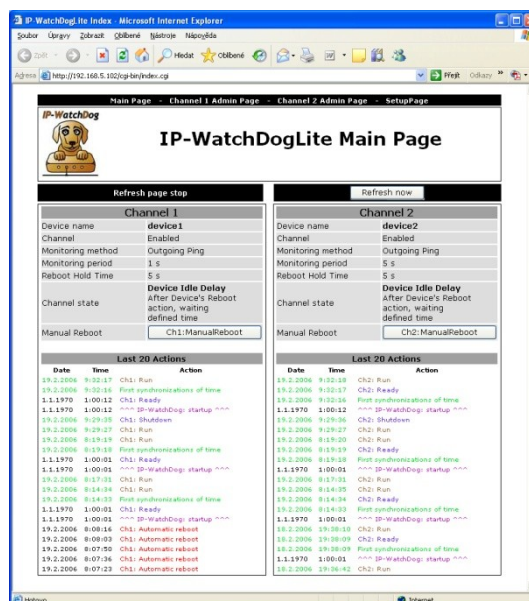 IP-WatchDogLite Index - Microsoft Internet Explorer
Soubor Úpravy Zobrazit Oblíbené Nástroje Nápověda
Zpět Hledat Oblíbené
Adresa http://192.168.5.102/cgi-bin/index.cgi Přejít Odkazy
Main Page - Channel 1 Admin Page - Channel 2 Admin Page - SetupPage
IP-WatchDog
IP-WatchDogLite Main Page
Refresh page stop Refresh now
Channel 1
Device name device1
Channel Enabled
Monitoring method Outgoing Ping
Monitoring period 1 s
Reboot Hold Time 5 s
Channel state Device Idle Delay
After Device's Reboot
action, waiting
defined time
Manual Reboot Ch1:ManualReboot
Last 20 Actions
Date Time Action
19.2.2006 9:32:17 Ch1: Run
19.2.2006 9:32:16 First synchronizations of time
1.1.1970 1:00:12 Ch1: Ready
1.1.1970 1:00:12 ^^^ IP-WatchDog: startup ^^^
19.2.2006 9:29:35 Ch1: Shutdown
19.2.2006 9:29:27 Ch1: Run
19.2.2006 8:19:19 Ch1: Run
19.2.2006 8:19:18 First synchronizations of time
1.1.1970 1:00:01 Ch1: Ready
1.1.1970 1:00:01 ^^^ IP-WatchDog: startup ^^^
19.2.2006 8:17:31 Ch1: Run
19.2.2006 8:14:34 Ch1: Run
19.2.2006 8:14:33 First synchronizations of time
1.1.1970 1:00:01 Ch1: Ready
1.1.1970 1:00:01 ^^^ IP-WatchDog: startup ^^^
19.2.2006 8:08:16 Ch1: Automatic reboot
19.2.2006 8:08:03 Ch1: Automatic reboot
19.2.2006 8:07:50 Ch1: Automatic reboot
19.2.2006 8:07:36 Ch1: Automatic reboot
19.2.2006 8:07:23 Ch1: Automatic reboot
Channel 2
Device name device2
Channel Enabled
Monitoring method Outgoing Ping
Monitoring period 5 s
Reboot Hold Time 5 s
Channel state Device Idle Delay
After Device's Reboot
action, waiting
defined time
Manual Reboot Ch2:ManualReboot
Last 20 Actions
Date Time Action
19.2.2006 9:32:18 Ch2: Run
19.2.2006 9:32:17 Ch2: Ready
19.2.2006 9:32:16 First synchronizations of time
1.1.1970 1:00:12 ^^^ IP-WatchDog: startup ^^^
19.2.2006 9:29:36 Ch2: Shutdown
19.2.2006 9:29:27 Ch2: Run
19.2.2006 8:19:20 Ch2: Run
19.2.2006 8:19:19 Ch2: Ready
19.2.2006 8:19:18 First synchronizations of time
1.1.1970 1:00:01 ^^^ IP-WatchDog: startup ^^^
19.2.2006 8:17:31 Ch2: Run
19.2.2006 8:14:35 Ch2: Run
19.2.2006 8:14:34 Ch2: Ready
19.2.2006 8:14:33 First synchronizations of time
1.1.1970 1:00:01 ^^^ IP-WatchDog: startup ^^^
18.2.2006 19:38:10 Ch2: Run
18.2.2006 19:38:09 Ch2: Ready
18.2.2006 19:38:09 First synchronizations of time
1.1.1970 1:00:01 ^^^ IP-WatchDog: startup ^^^
18.2.2006 19:36:42 Ch2: Run
Hotovo Internet